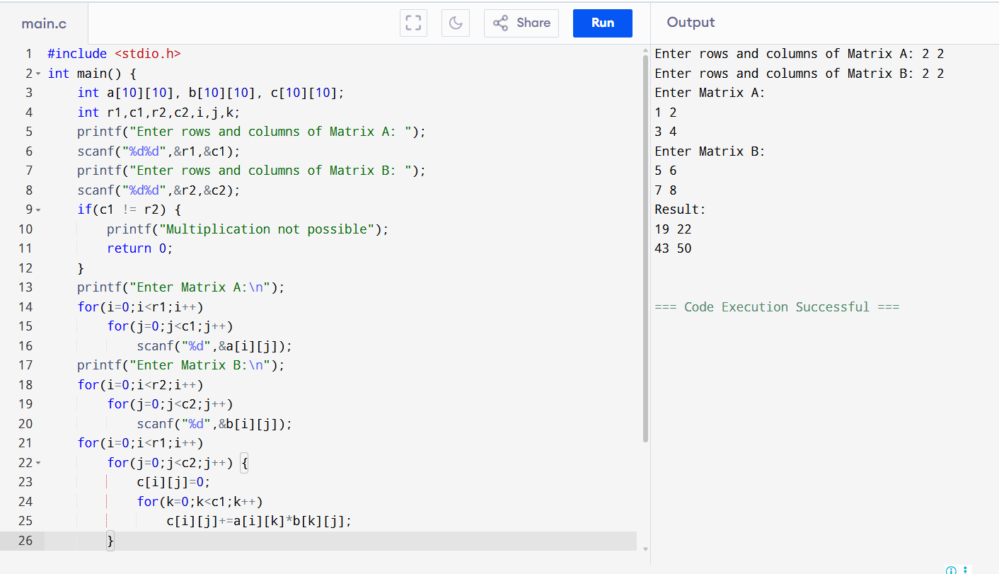 main.c
Share
Run
Output
1 #include <stdio.h>
2 int main() {
3     int a[10][10], b[10][10], c[10][10];
4     int r1,c1,r2,c2,i,j,k;
5     printf("Enter rows and columns of Matrix A: ");
6     scanf("%d%d",&r1,&c1);
7     printf("Enter rows and columns of Matrix B: ");
8     scanf("%d%d",&r2,&c2);
9     if(c1 != r2) {
10         printf("Multiplication not possible");
11         return 0;
12     }
13     printf("Enter Matrix A:\n");
14     for(i=0;i<r1;i++)
15         for(j=0;j<c1;j++)
16             scanf("%d",&a[i][j]);
17     printf("Enter Matrix B:\n");
18     for(i=0;i<r2;i++)
19         for(j=0;j<c2;j++)
20             scanf("%d",&b[i][j]);
21     for(i=0;i<r1;i++)
22         for(j=0;j<c2;j++) {
23             c[i][j]=0;
24             for(k=0;k<c1;k++)
25                 c[i][j]+=a[i][k]*b[k][j];
26         }
Enter rows and columns of Matrix A: 2 2
Enter rows and columns of Matrix B: 2 2
Enter Matrix A:
1 2
3 4
Enter Matrix B:
5 6
7 8
Result:
19 22
43 50
=== Code Execution Successful ===